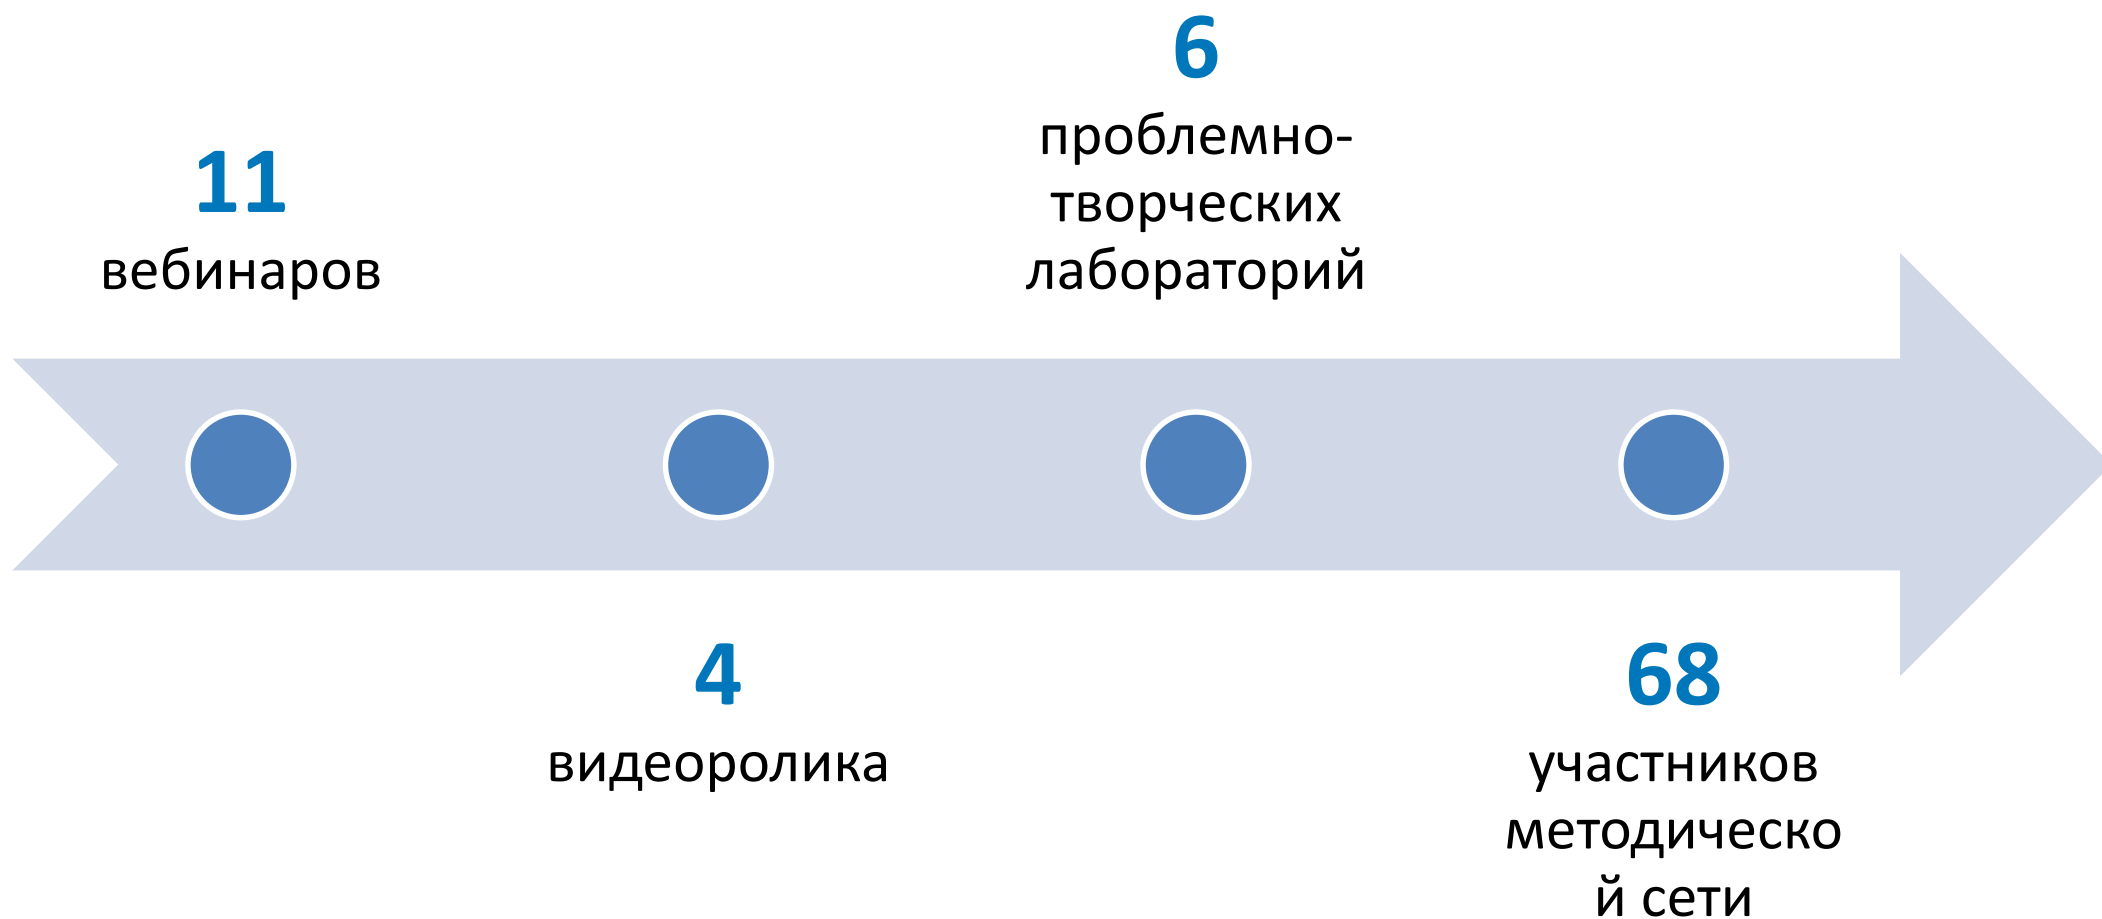 11
вебинаров
4
видеоролика
6
проблемно-
творческих
лабораторий
68
участников
методическо
й сети